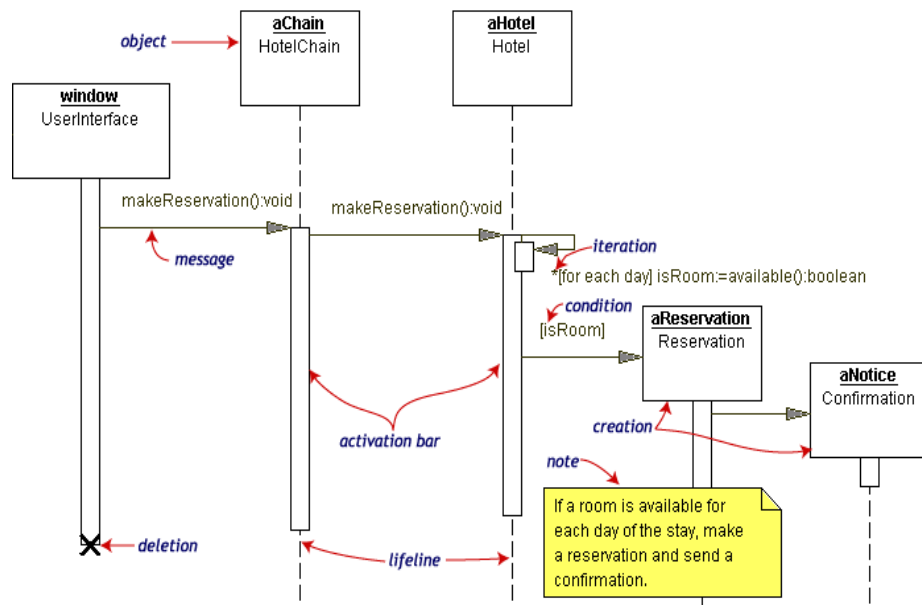 aChain
HotelChain
aHotel
Hotel
object
window
UserInterface
makeReservation():void
makeReservation():void
message
iteration
*[for each day] isRoom:=available():boolean
condition
[isRoom]
aReservation
Reservation
aNotice
Confirmation
activation bar
creation
note
If a room is available for
each day of the stay, make
a reservation and send a
confirmation.
deletion
lifeline